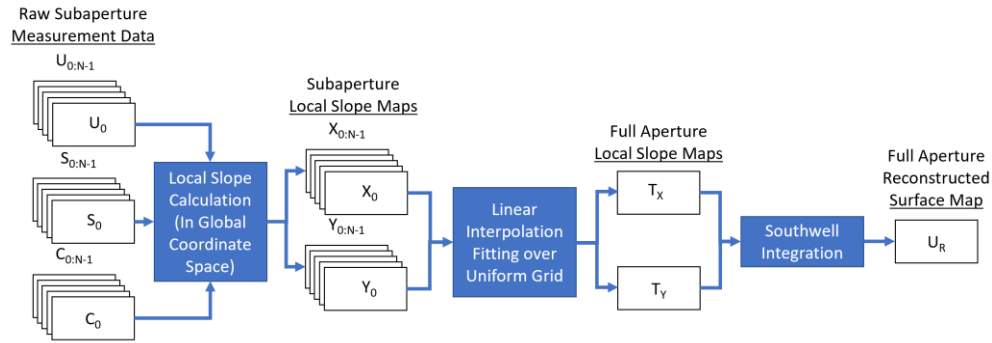 Raw Subaperture
Measurement Data
U0:N-1
U0
S0:N-1
S0
C0:N-1
C0
Local Slope
Calculation
(In Global
Coordinate
Space)
Subaperture
Local Slope Maps
X0:N-1
X0
Y0:N-1
Y0
Linear
Interpolation
Fitting over
Uniform Grid
Full Aperture
Local Slope Maps
TX
TY
Southwell
Integration
Full Aperture
Reconstructed
Surface Map
UR